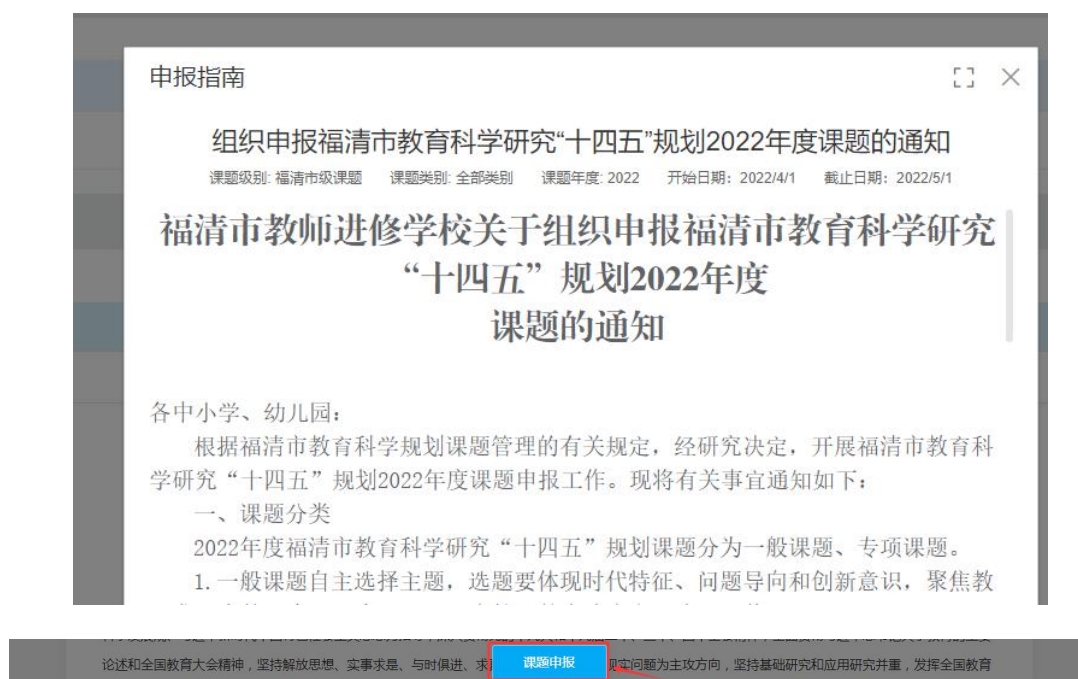 申报指南
组织申报福清市教育科学研究“十四五”规划2022年度课题的通知
课题级别: 福清市级课题 课题类别: 全部类别 课题年度: 2022 开始日期：2022/4/1 截止日期：2022/5/1
福清市教师进修学校关于组织申报福清市教育科学研究
“十四五”规划2022年度
课题的通知
各中小学、幼儿园：
根据福清市教育科学规划课题管理的有关规定，经研究决定，开展福清市教育科
学研究“十四五”规划2022年度课题申报工作。现将有关事宜通知如下：
一、课题分类
2022年度福清市教育科学研究“十四五”规划课题分为一般课题、专项课题。
1. 一般课题自主选择主题，选题要体现时代特征、问题导向和创新意识，聚焦教
论述和全国教育大会精神，坚持解放思想、实事求是、与时俱进、求 课题申报 现实问题为主攻方向，坚持基础研究和应用研究并重，发挥全国教育